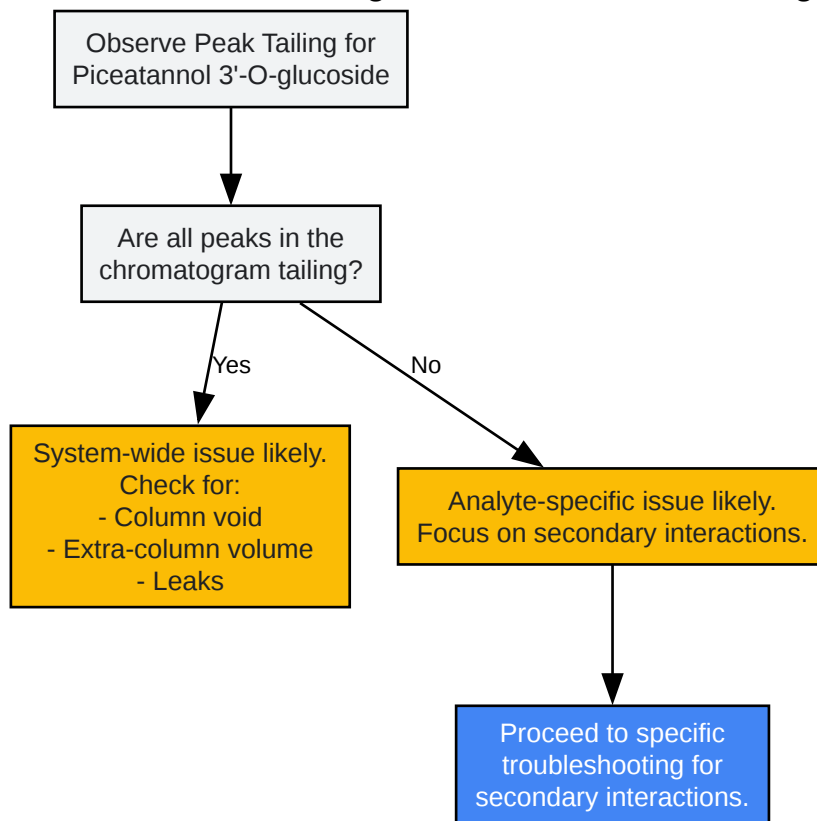 Observe Peak Tailing for
Piceatannol 3'-O-glucoside
Are all peaks in the
chromatogram tailing?
Yes
No
System-wide issue likely.
Check for:
- Column void
- Extra-column volume
- Leaks
Analyte-specific issue likely.
Focus on secondary interactions.
Proceed to specific
troubleshooting for
secondary interactions.